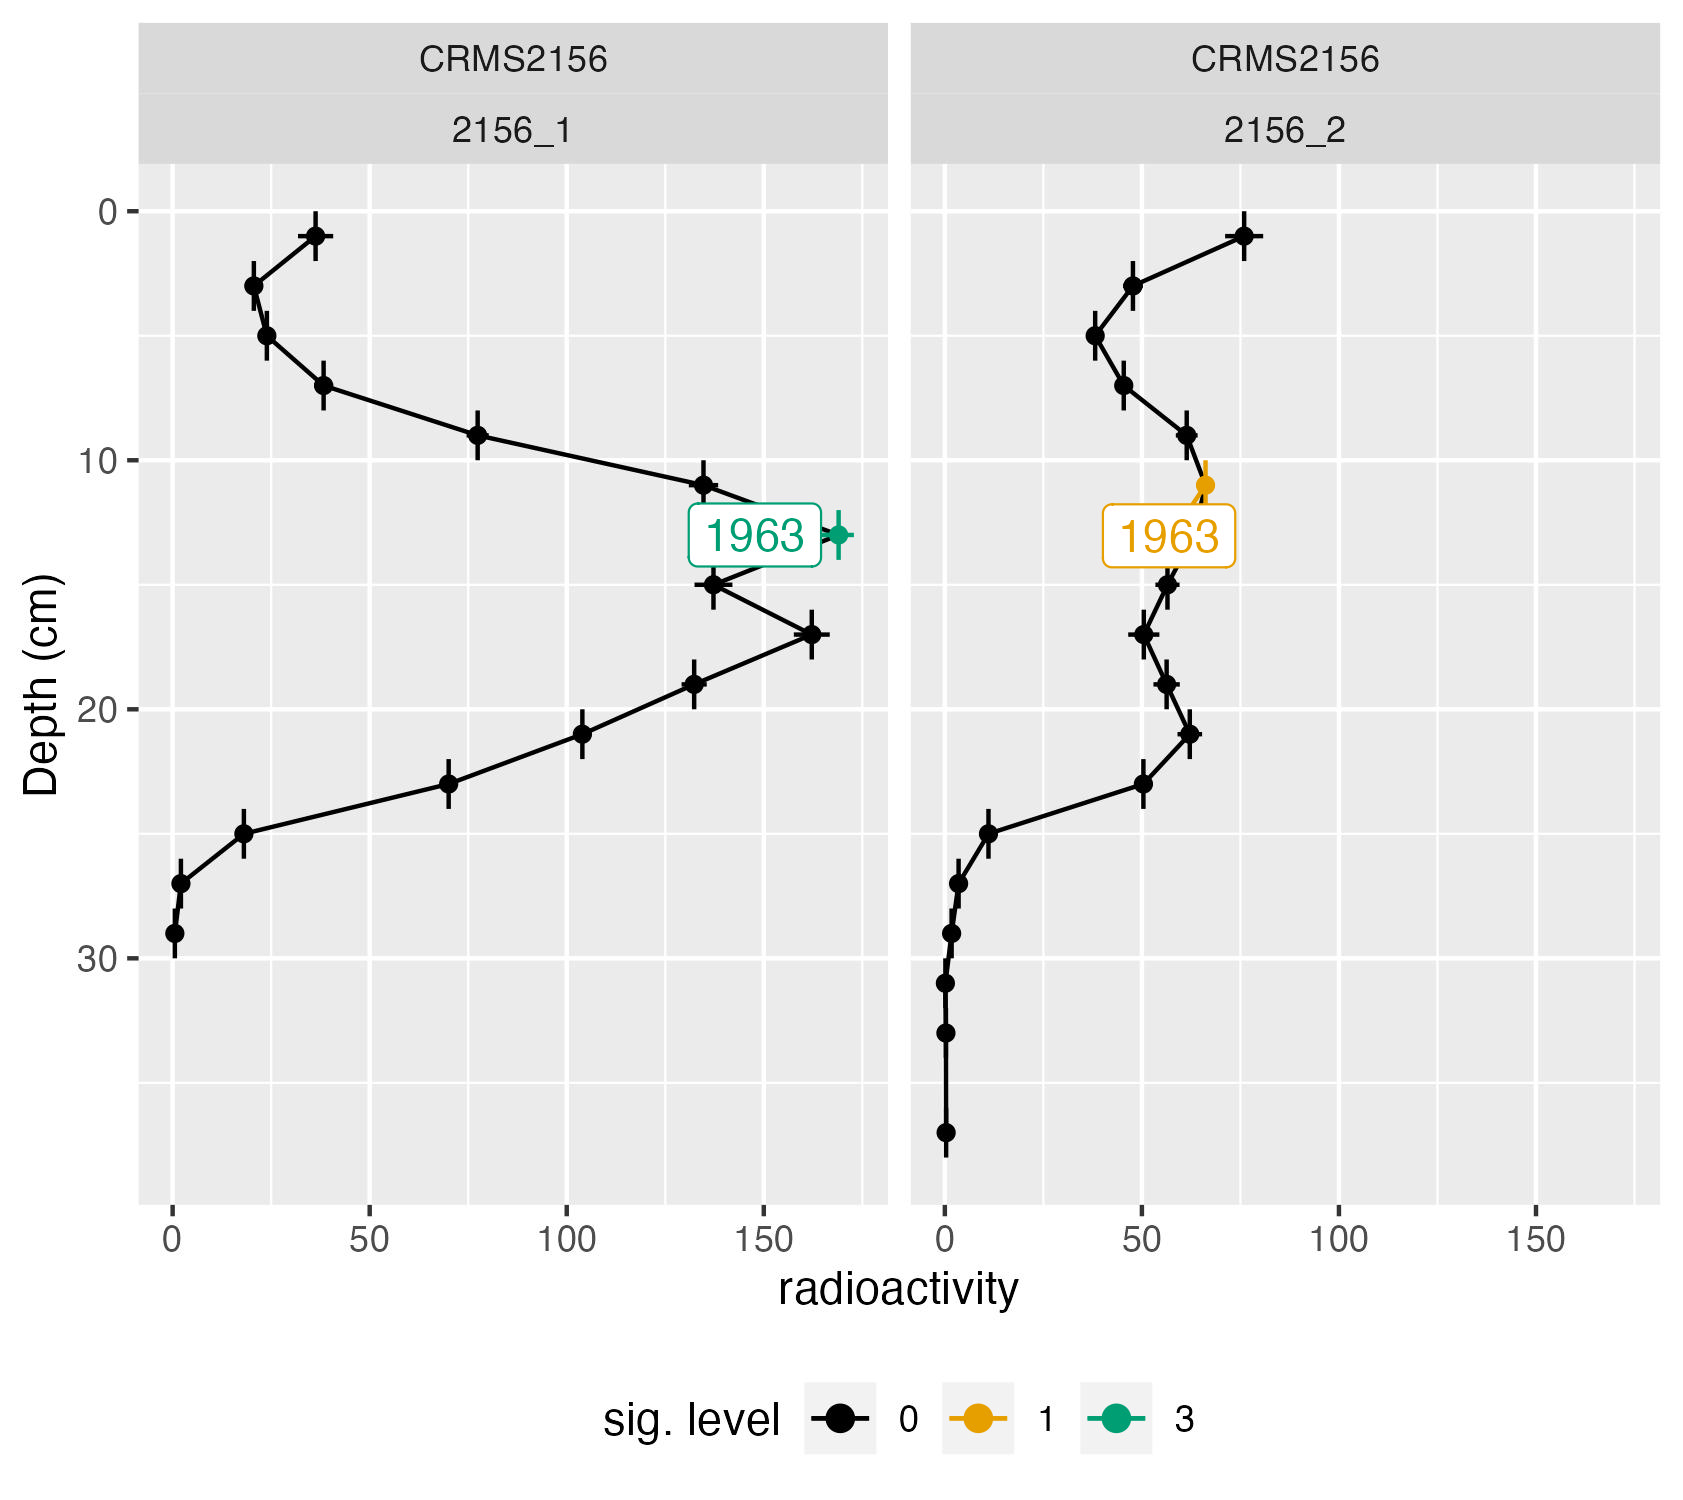 CRMS2156 CRMS2156
2156_1 2156_2
0
10
1963 1963
20
30
Depth (cm)
0 50 100 150 0 50 100 150
radioactivity
sig. level 0 1 3